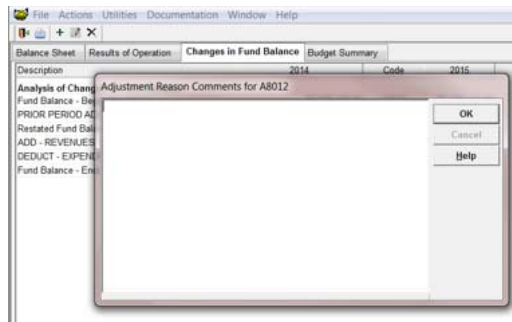 File Actions Utilities Documentation Window Help
Balance Sheet Results of Operation Changes in Fund Balance Budget Summary
Description 2014 Code 2015
Analysis of Chang
Fund Balance - Be
PRIOR PERIOD AD
Restated Fund Bal
ADD - REVENUES
DEDUCT - EXPEN
Fund Balance - En
Adjustment Reason Comments for A8012
OK
Cancel
Help